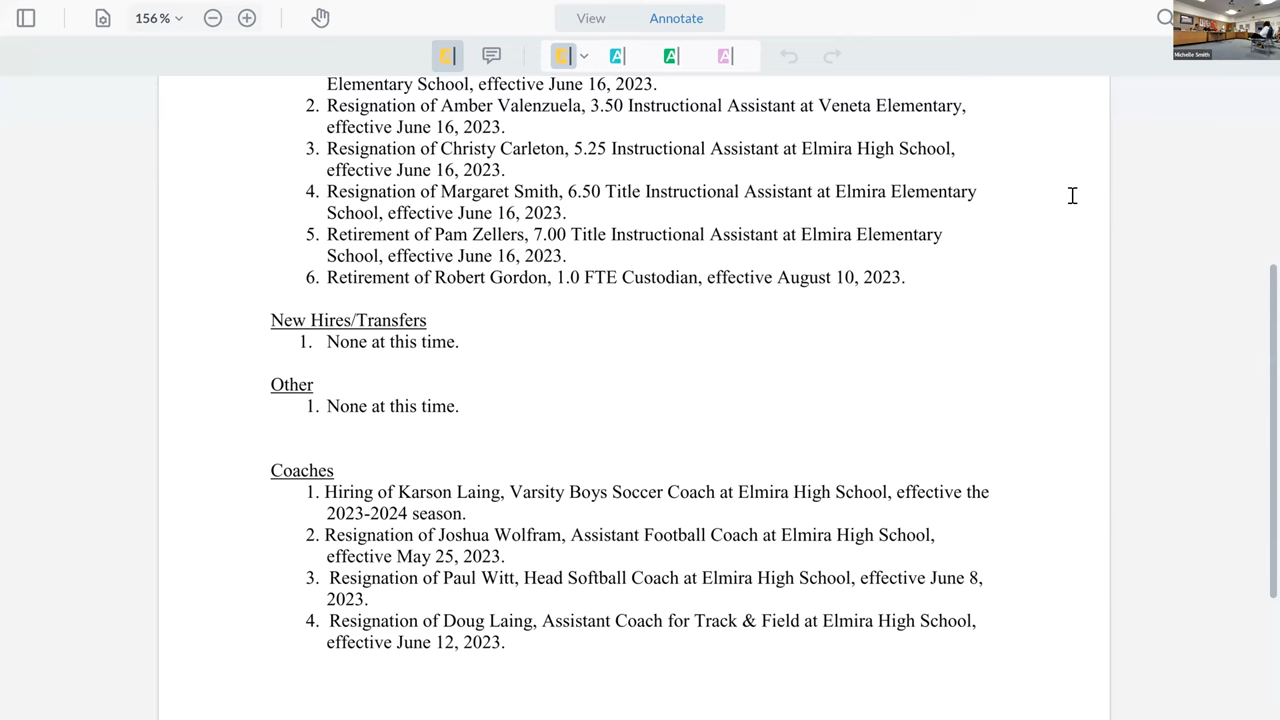 156 %
View
Annotate
Michelle Smith
Elementary School, effective June 16, 2023.
2. Resignation of Amber Valenzuela, 3.50 Instructional Assistant at Veneta Elementary,
effective June 16, 2023.
3. Resignation of Christy Carleton, 5.25 Instructional Assistant at Elmira High School,
effective June 16, 2023.
4. Resignation of Margaret Smith, 6.50 Title Instructional Assistant at Elmira Elementary
School, effective June 16, 2023.
5. Retirement of Pam Zellers, 7.00 Title Instructional Assistant at Elmira Elementary
School, effective June 16, 2023.
6. Retirement of Robert Gordon, 1.0 FTE Custodian, effective August 10, 2023.
New Hires/Transfers
1. None at this time.
Other
1. None at this time.
Coaches
1. Hiring of Karson Laing, Varsity Boys Soccer Coach at Elmira High School, effective the
2023-2024 season.
2. Resignation of Joshua Wolfram, Assistant Football Coach at Elmira High School,
effective May 25, 2023.
3. Resignation of Paul Witt, Head Softball Coach at Elmira High School, effective June 8,
2023.
4. Resignation of Doug Laing, Assistant Coach for Track & Field at Elmira High School,
effective June 12, 2023.